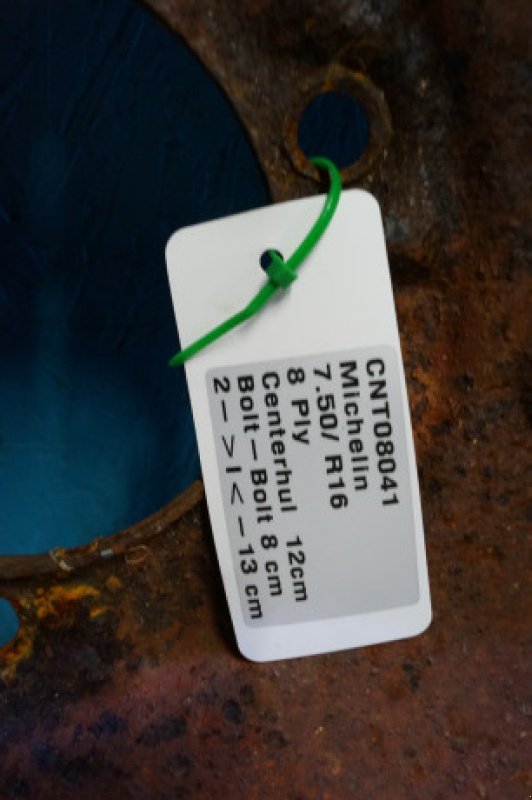 CNT08041
Michelin
7.50/ R16
8 Ply
Centerhul 12cm
Bolt-Bolt 8 cm
2->I<-13 cm